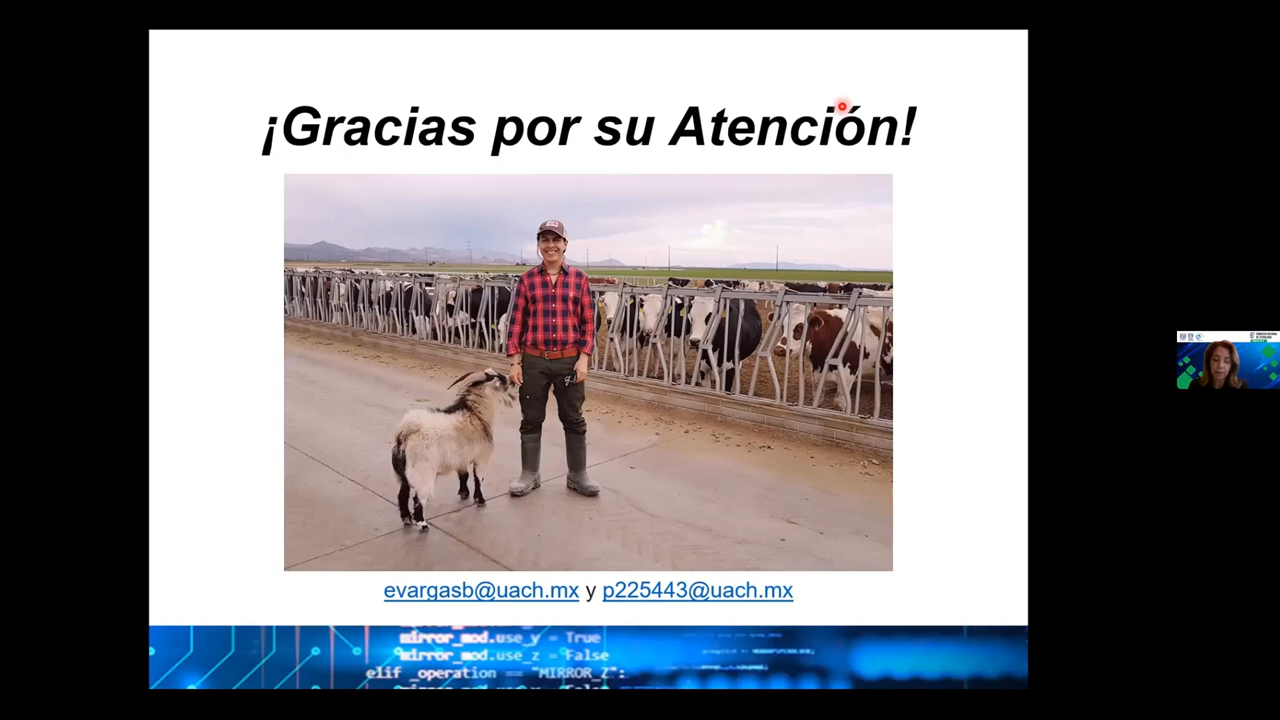 ¡Gracias por su Atención!
evargasb@uach.mx y p225443@uach.mx
mirror_mod.use_y = True
mirror_mod.use_z = False
elif _operation == "MIRROR_Z":